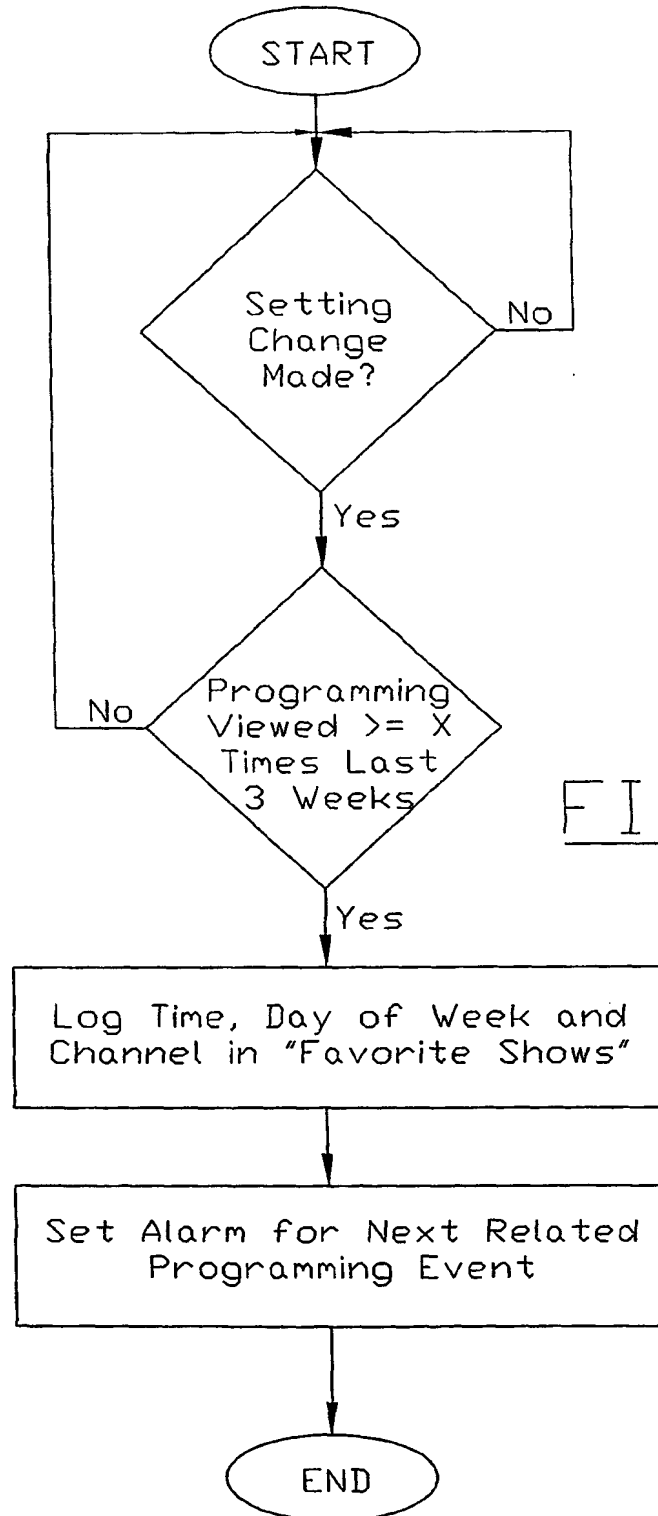 START
Setting
Change
Made?
No
Yes
Programming
Viewed >= X
Times Last
3 Weeks
No
FI
Yes
Log Time, Day of Week and
Channel in "Favorite Shows"
Set Alarm for Next Related
Programming Event
END